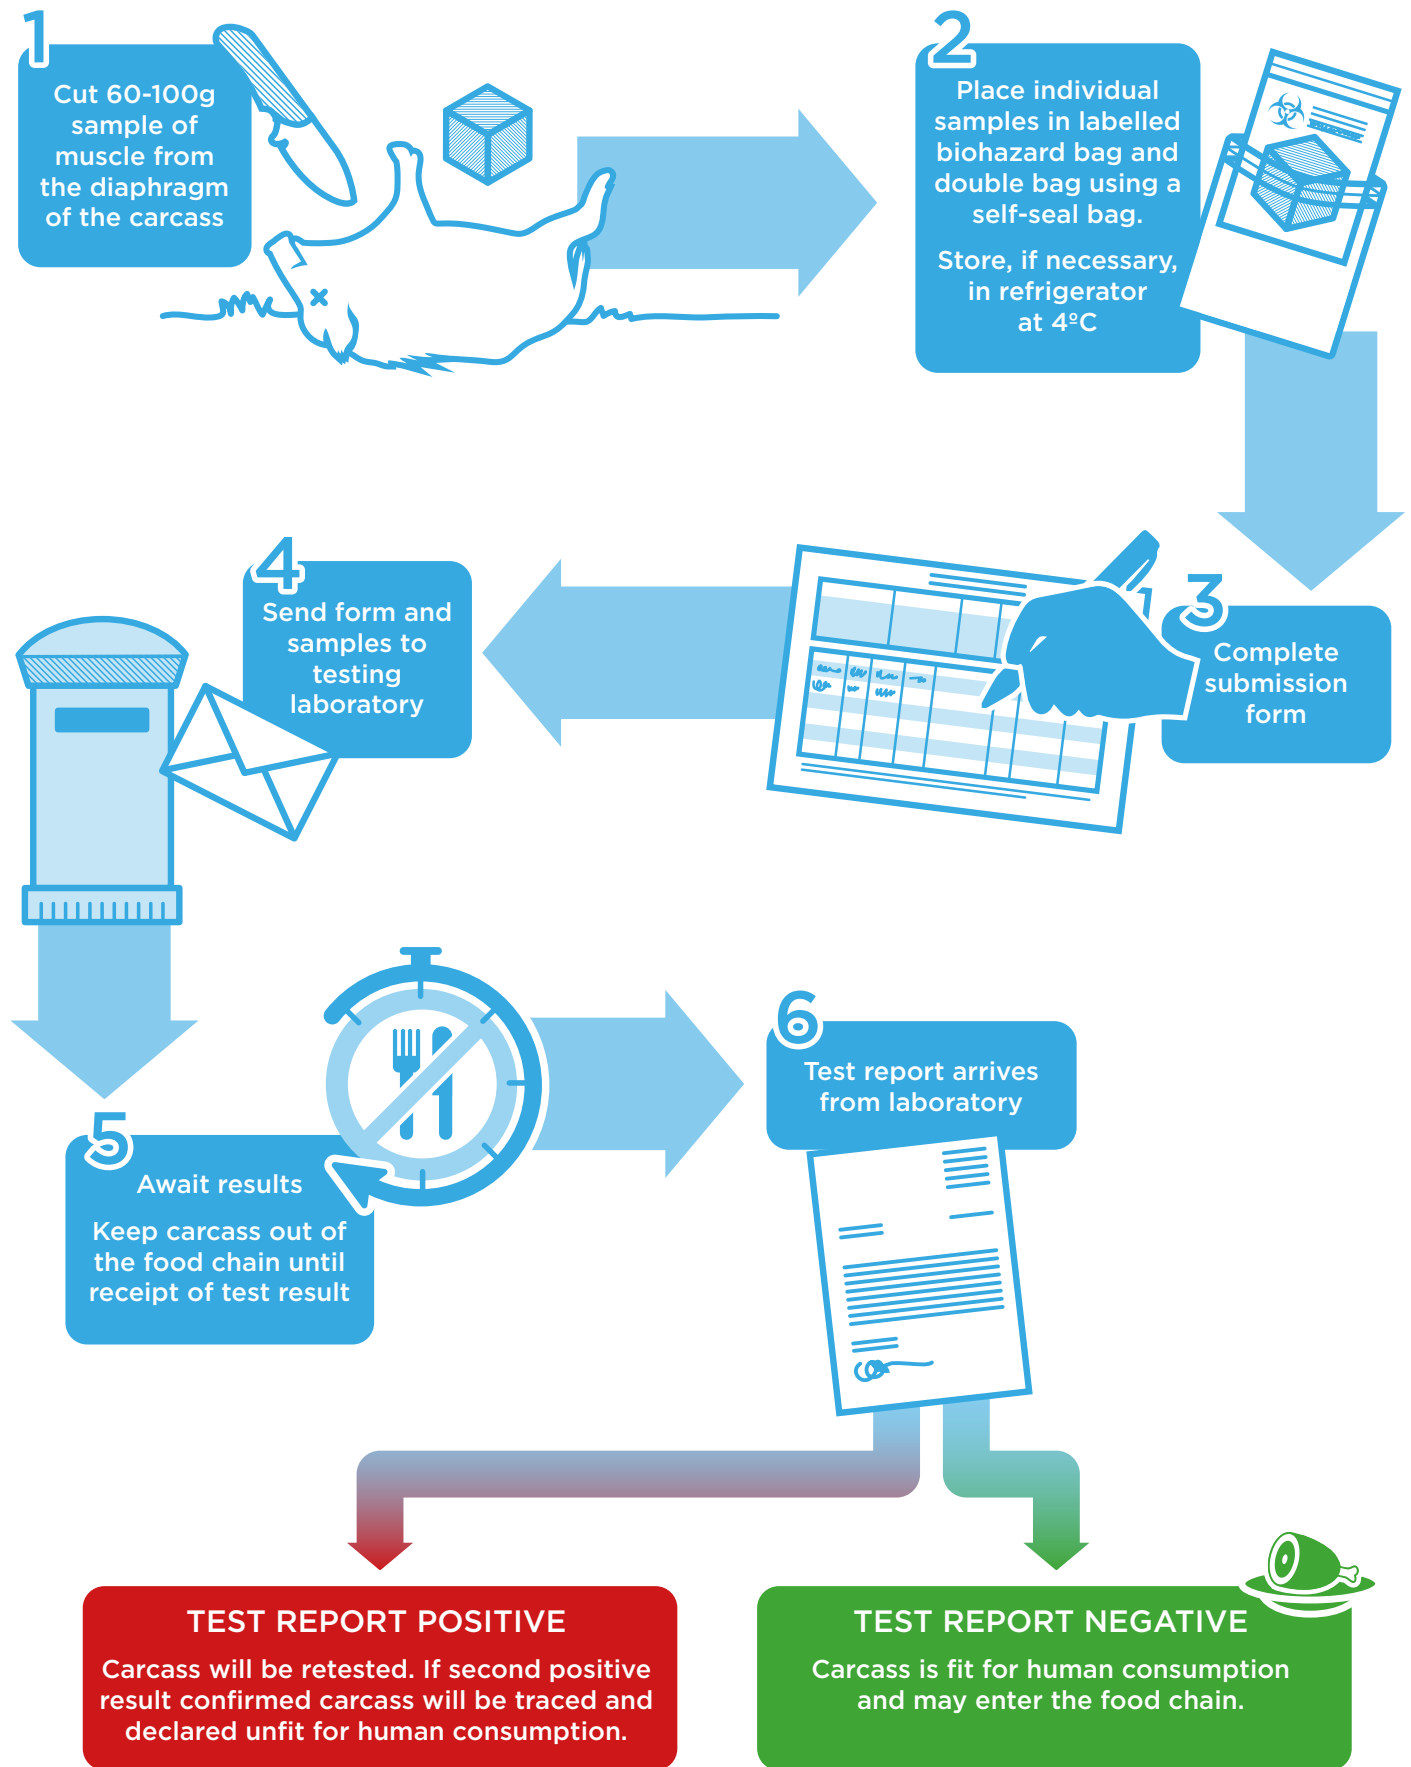 1
Cut 60-100g
sample of
muscle from
the diaphragm
of the carcass
2
Place individual
samples in labelled
biohazard bag and
double bag using a
self-seal bag.
Store, if necessary,
in refrigerator
at 4ºC
3
Complete
submission
form
4
Send form and
samples to
testing
laboratory
5
Await results
Keep carcass out of
the food chain until
receipt of test result
6
Test report arrives
from laboratory
TEST REPORT POSITIVE
Carcass will be retested. If second positive
result confirmed carcass will be traced and
declared unfit for human consumption.
TEST REPORT NEGATIVE
Carcass is fit for human consumption
and may enter the food chain.